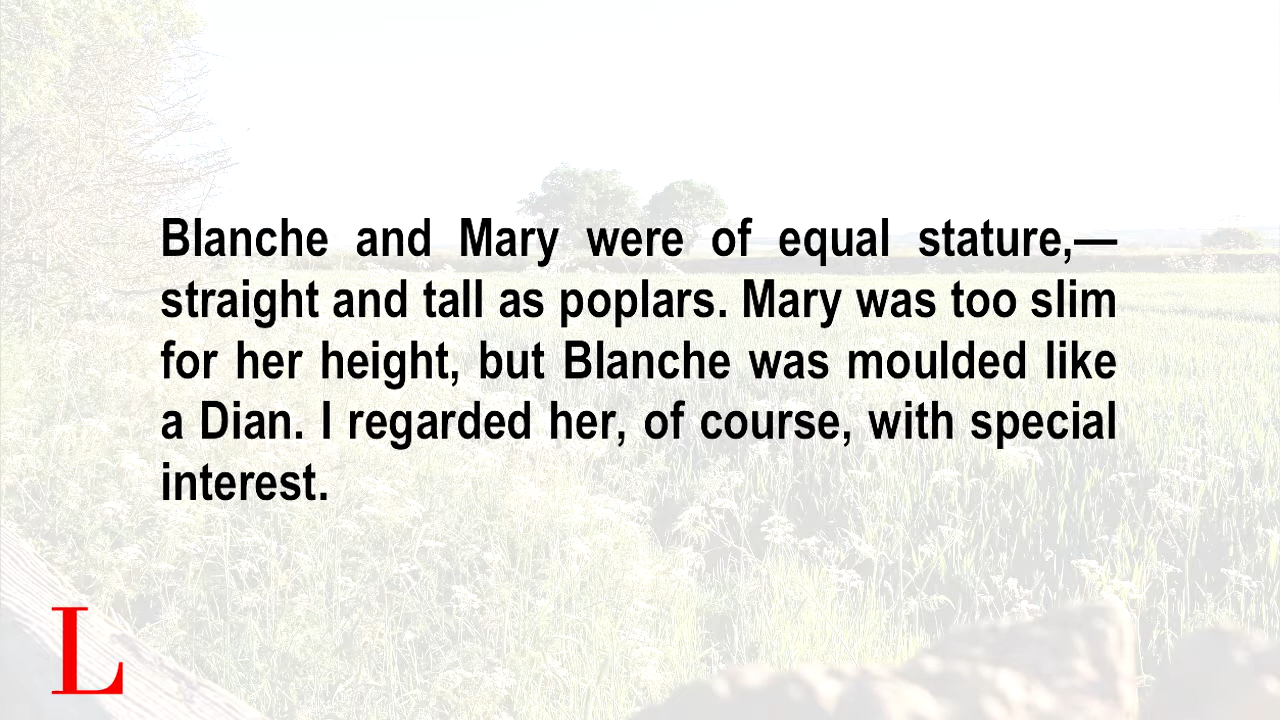 Blanche and Mary were of equal stature,—
straight and tall as poplars. Mary was too slim
for her height, but Blanche was moulded like
a Dian. I regarded her, of course, with special
interest.
L